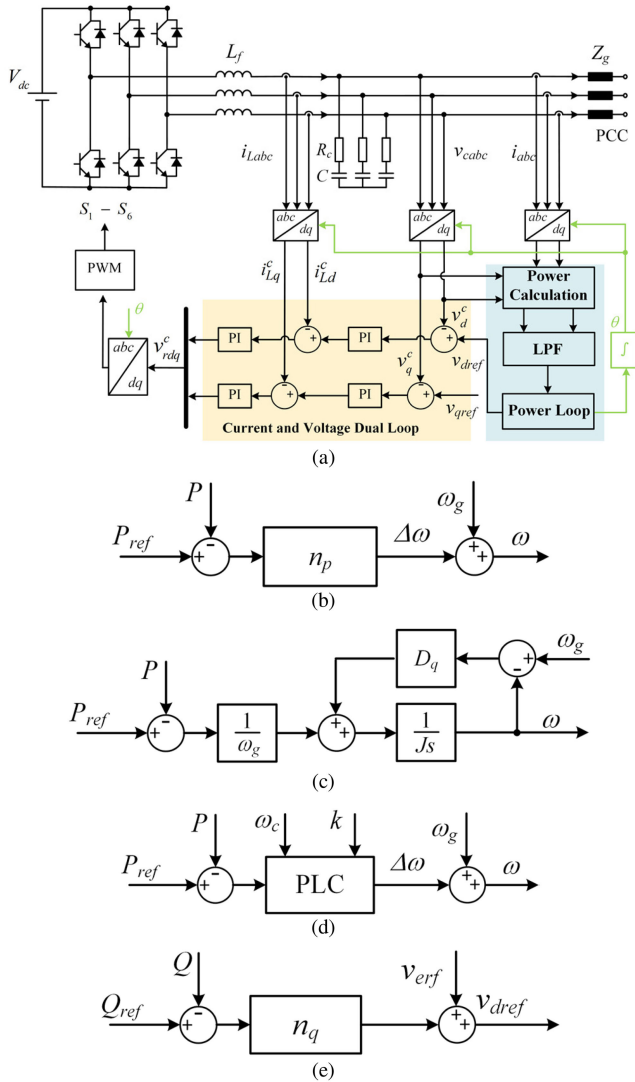 V_dc
L_f
Z_g
PCC
i_Labc
R_c
C
v_cabc
i_abc
S_1 − S_6
abc
dq
abc
dq
abc
dq
PWM
i^c_Lq
i^c_Ld
Power
Calculation
θ
v^c_rdq
abc
dq
PI
-
+
PI
v^c_d
-
+
v^c_q
v_dref
LPF
θ
∫
PI
-
+
PI
-
+
v_qref
Power Loop
Current and Voltage Dual Loop
(a)
P
ω_g
P_ref
+
-
n_p
Δω
+
+
ω
(b)
D_q
-
+
ω_g
P
P_ref
+
-
1
ω_g
+
+
1
Js
ω
(c)
P
ω_c
k
ω_g
P_ref
+
-
PLC
Δω
+
+
ω
(d)
Q
v_erf
Q_ref
+
-
n_q
+
+
v_dref
(e)